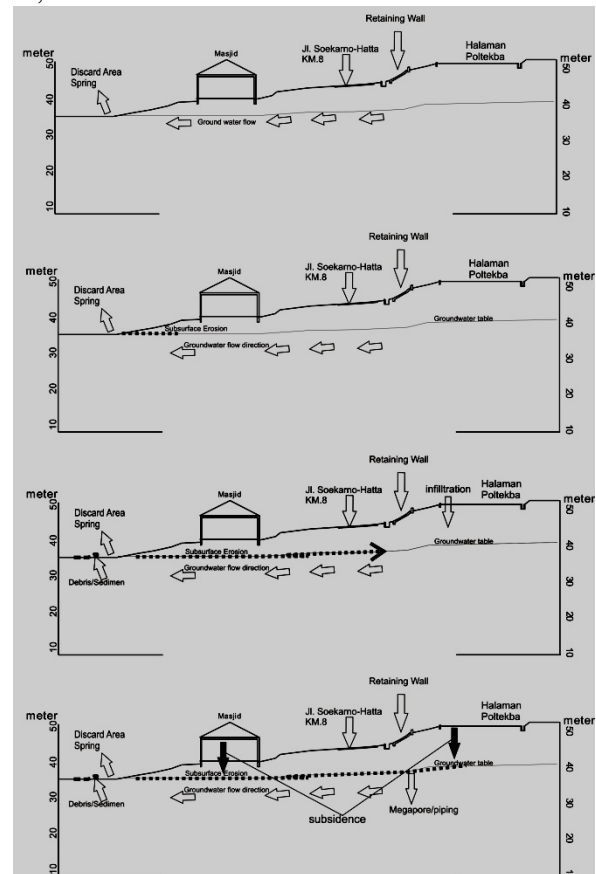 Retaining Wall
meter
50
Discard Area
Spring
Masjid
Jl. Soekarno-Hatta
KM.8
Halaman
Poltekba
meter
50
40
40
30
Ground water flow
30
20
20
10
10
Retaining Wall
meter
50
Discard Area
Spring
Masjid
Jl. Soekarno-Hatta
KM.8
Halaman
Poltekba
meter
50
40
Subsurface Erosion
Groundwater table
40
30
Groundwater flow direction
30
20
20
10
10
Retaining Wall
meter
50
Discard Area
Spring
Masjid
Jl. Soekarno-Hatta
KM.8
infiltration
Halaman
Poltekba
meter
50
40
Subsurface Erosion
Groundwater table
40
30
Debris/Sedimen
Groundwater flow direction
30
20
20
10
10
Retaining Wall
meter
50
Discard Area
Spring
Masjid
Jl. Soekarno-Hatta
KM.8
Halaman
Poltekba
meter
50
40
Subsurface Erosion
Groundwater table
40
30
Debris/Sedimen
Groundwater flow direction
Megapore/piping
30
subsidence
20
20